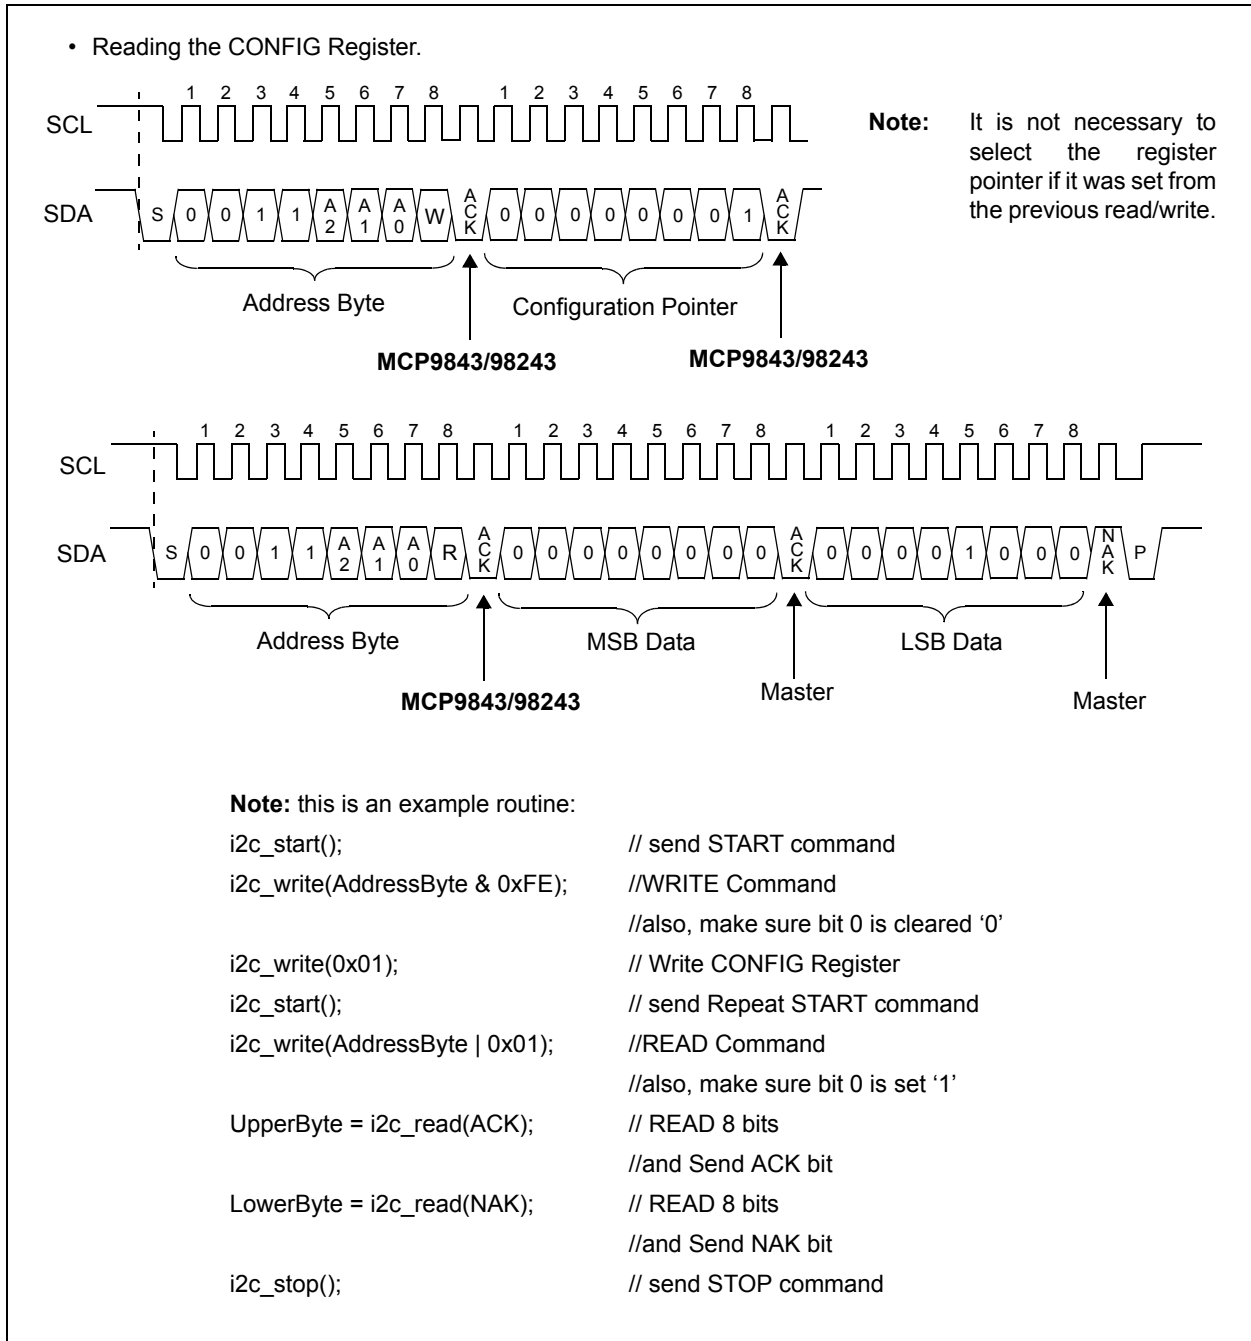 • Reading the CONFIG Register.
1 2 3 4 5 6 7 8 1 2 3 4 5 6 7 8
SCL
Note: It is not necessary to
select the register
pointer if it was set from
the previous read/write.
SDA S 0 0 1 1 A2 A1 A0 W ACK 0 0 0 0 0 0 0 1 ACK
Address Byte Configuration Pointer
MCP9843/98243 MCP9843/98243
1 2 3 4 5 6 7 8 1 2 3 4 5 6 7 8 1 2 3 4 5 6 7 8
SCL
SDA S 0 0 1 1 A2 A1 A0 R ACK 0 0 0 0 0 0 0 0 ACK 0 0 0 0 1 0 0 0 NAK P
Address Byte MSB Data LSB Data
MCP9843/98243 Master Master
Note: this is an example routine:
i2c_start(); // send START command
i2c_write(AddressByte & 0xFE); //WRITE Command
//also, make sure bit 0 is cleared ‘0’
i2c_write(0x01); // Write CONFIG Register
i2c_start(); // send Repeat START command
i2c_write(AddressByte | 0x01); //READ Command
//also, make sure bit 0 is set ‘1’
UpperByte = i2c_read(ACK); // READ 8 bits
//and Send ACK bit
LowerByte = i2c_read(NAK); // READ 8 bits
//and Send NAK bit
i2c_stop(); // send STOP command